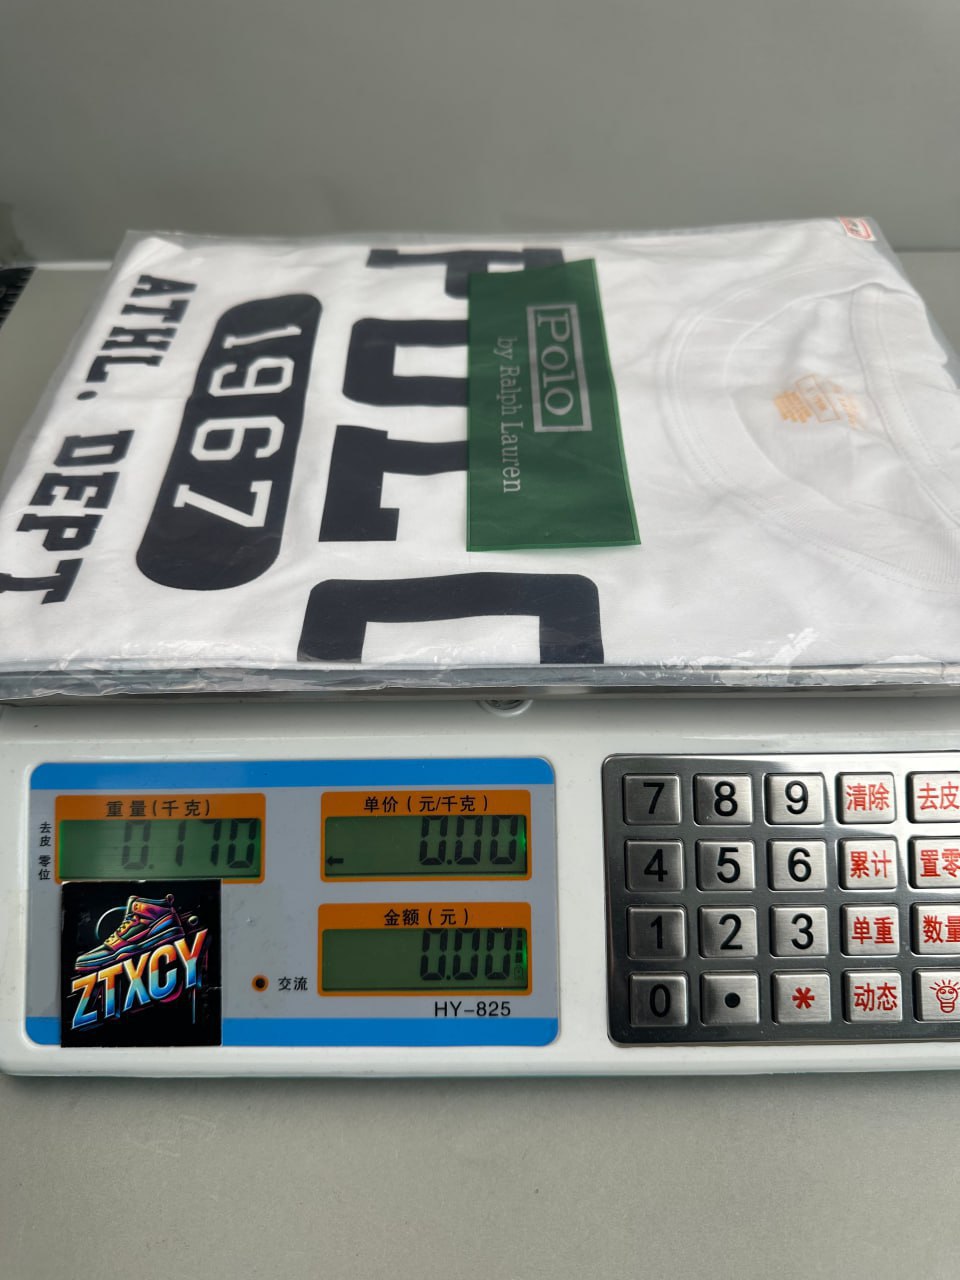 POLO
1967
ATHL. DEPT
Polo
by Ralph Lauren
重量(千克)
0.170
去皮
零位
单价(元/千克)
0.00
金额(元)
0.00
交流
HY-825
ZTXCY
7 8 9 清除 去皮
4 5 6 累计 置零
1 2 3 单重 数量
0 • * 动态